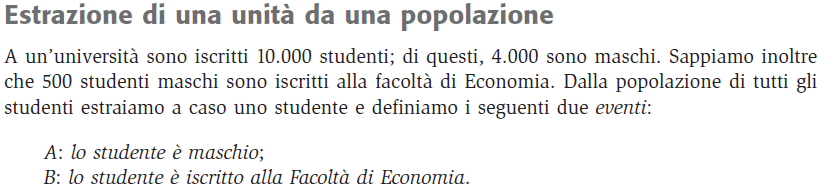 Estrazione di una unità da una popolazione
A un'università sono iscritti 10.000 studenti; di questi, 4.000 sono maschi. Sappiamo inoltre
che 500 studenti maschi sono iscritti alla facoltà di Economia. Dalla popolazione di tutti gli
studenti estraiamo a caso uno studente e definiamo i seguenti due eventi:
A: lo studente è maschio;
B: lo studente è iscritto alla Facoltà di Economia.